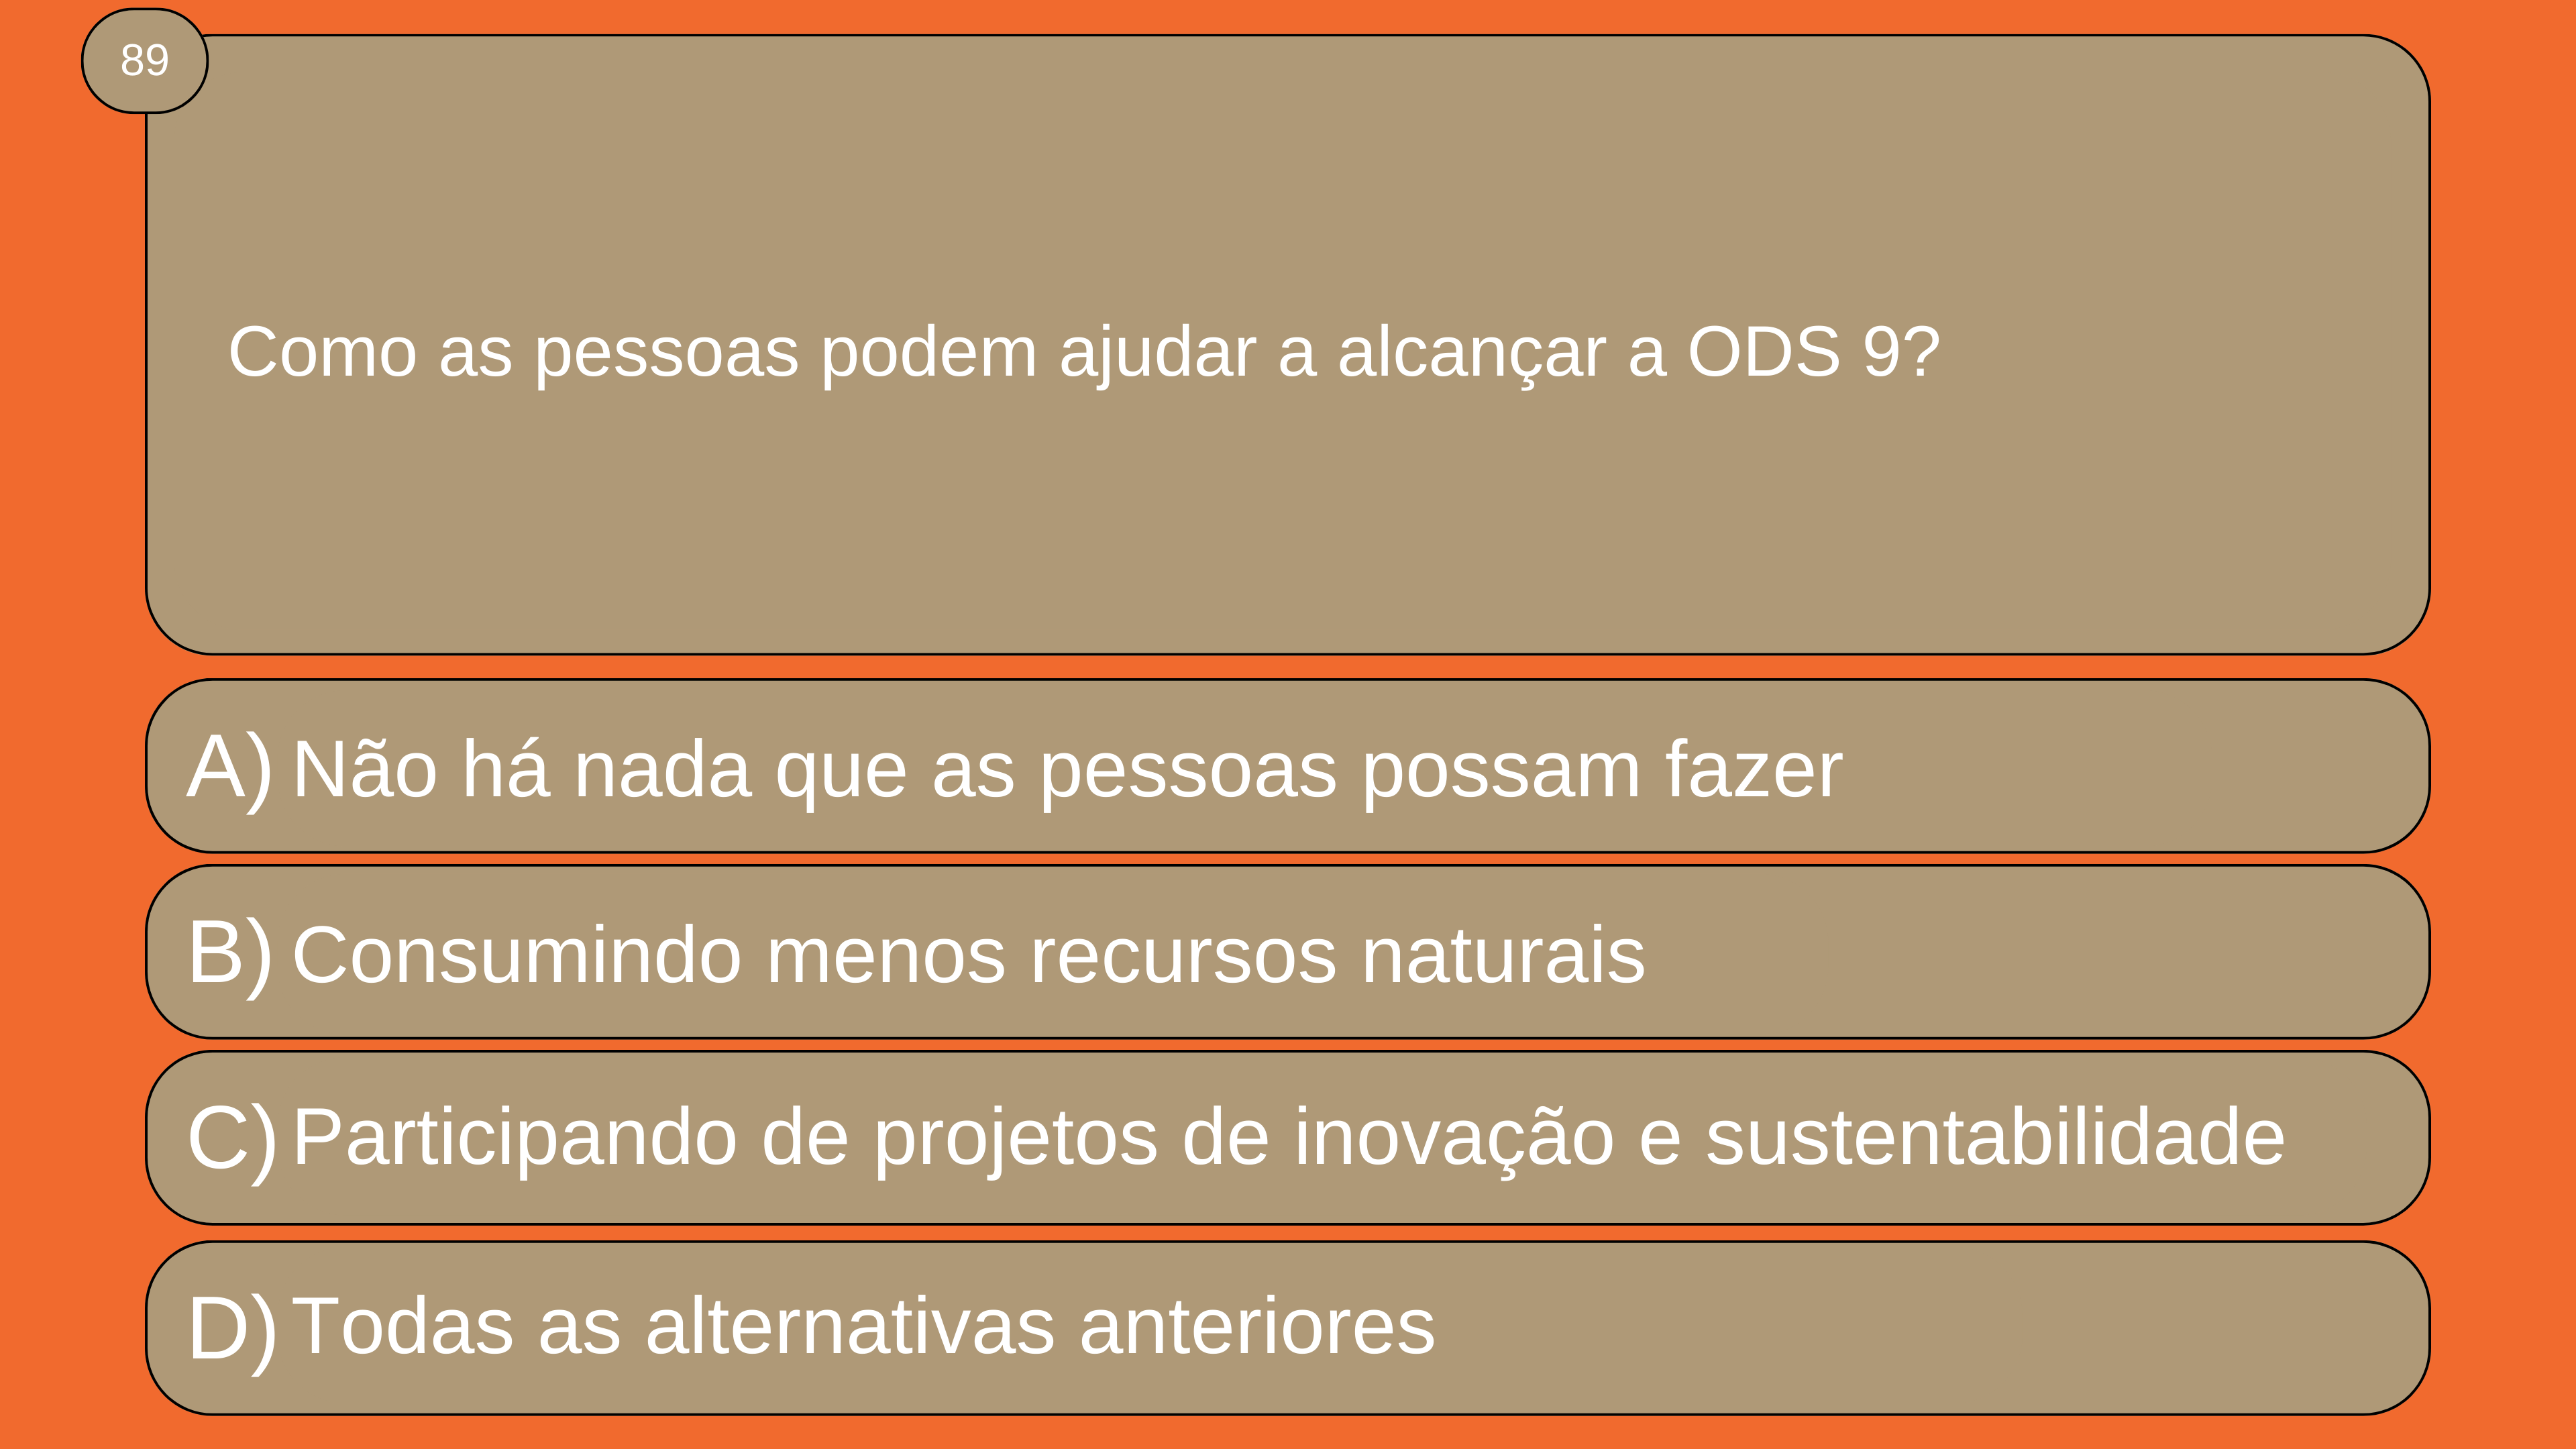 89
Como as pessoas podem ajudar a alcançar a ODS 9?
A) Não há nada que as pessoas possam fazer
B) Consumindo menos recursos naturais
C) Participando de projetos de inovação e sustentabilidade
D) Todas as alternativas anteriores